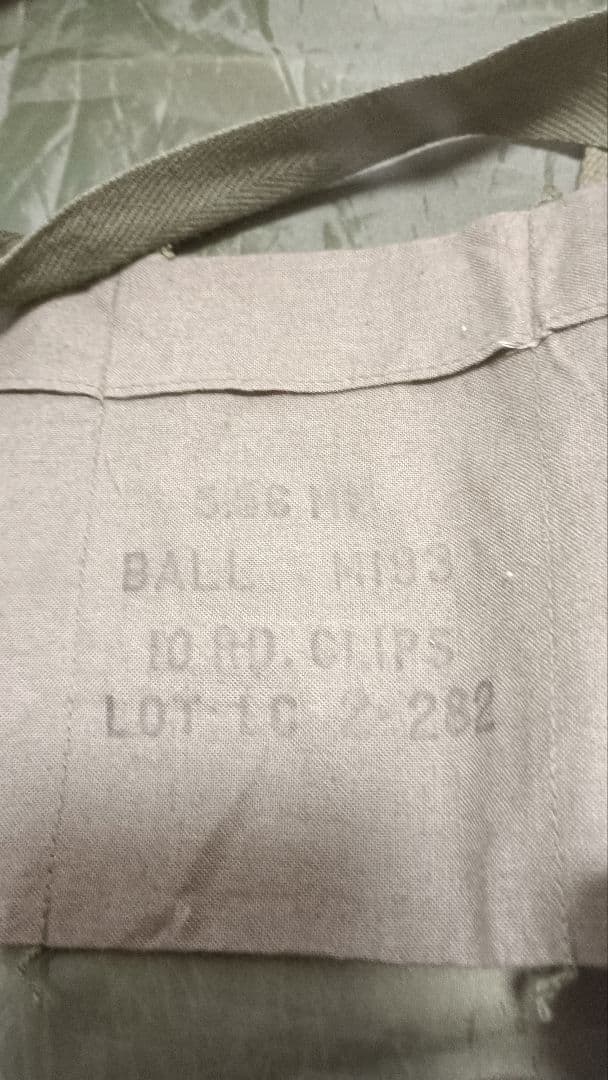 5.56 MM
BALL M193
10 RD. CLIPS
LOT LC 2-282